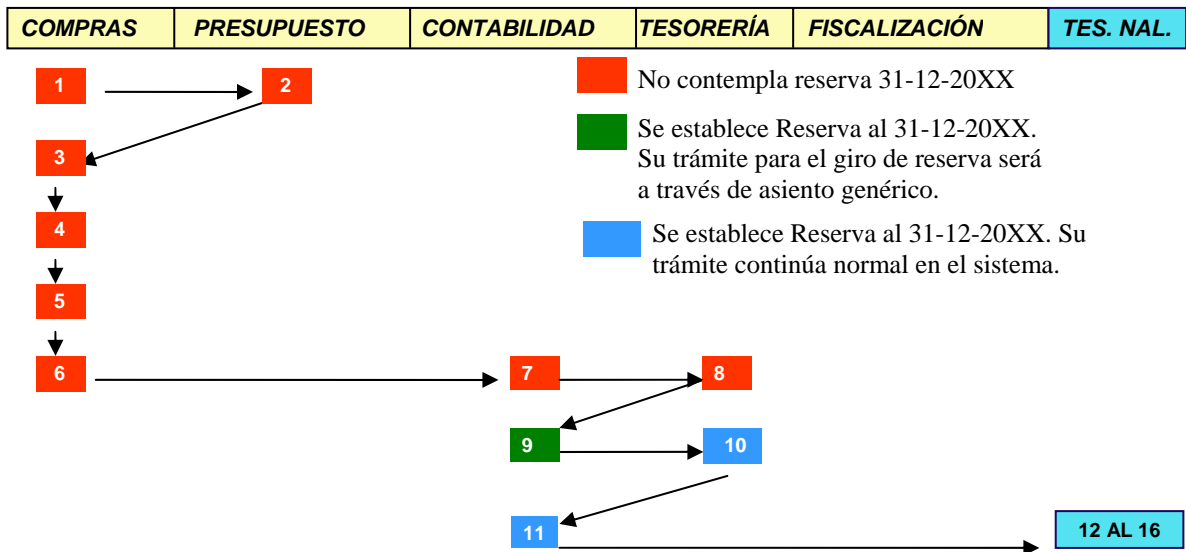 COMPRAS PRESUPUESTO CONTABILIDAD TESORERÍA FISCALIZACIÓN TES. NAL.
1 2 No contempla reserva 31-12-20XX
Se establece Reserva al 31-12-20XX.
3 Su trámite para el giro de reserva será
a través de asiento genérico.
4 Se establece Reserva al 31-12-20XX. Su
trámite continúa normal en el sistema.
5
6 7 8
9 10
11 12 AL 16